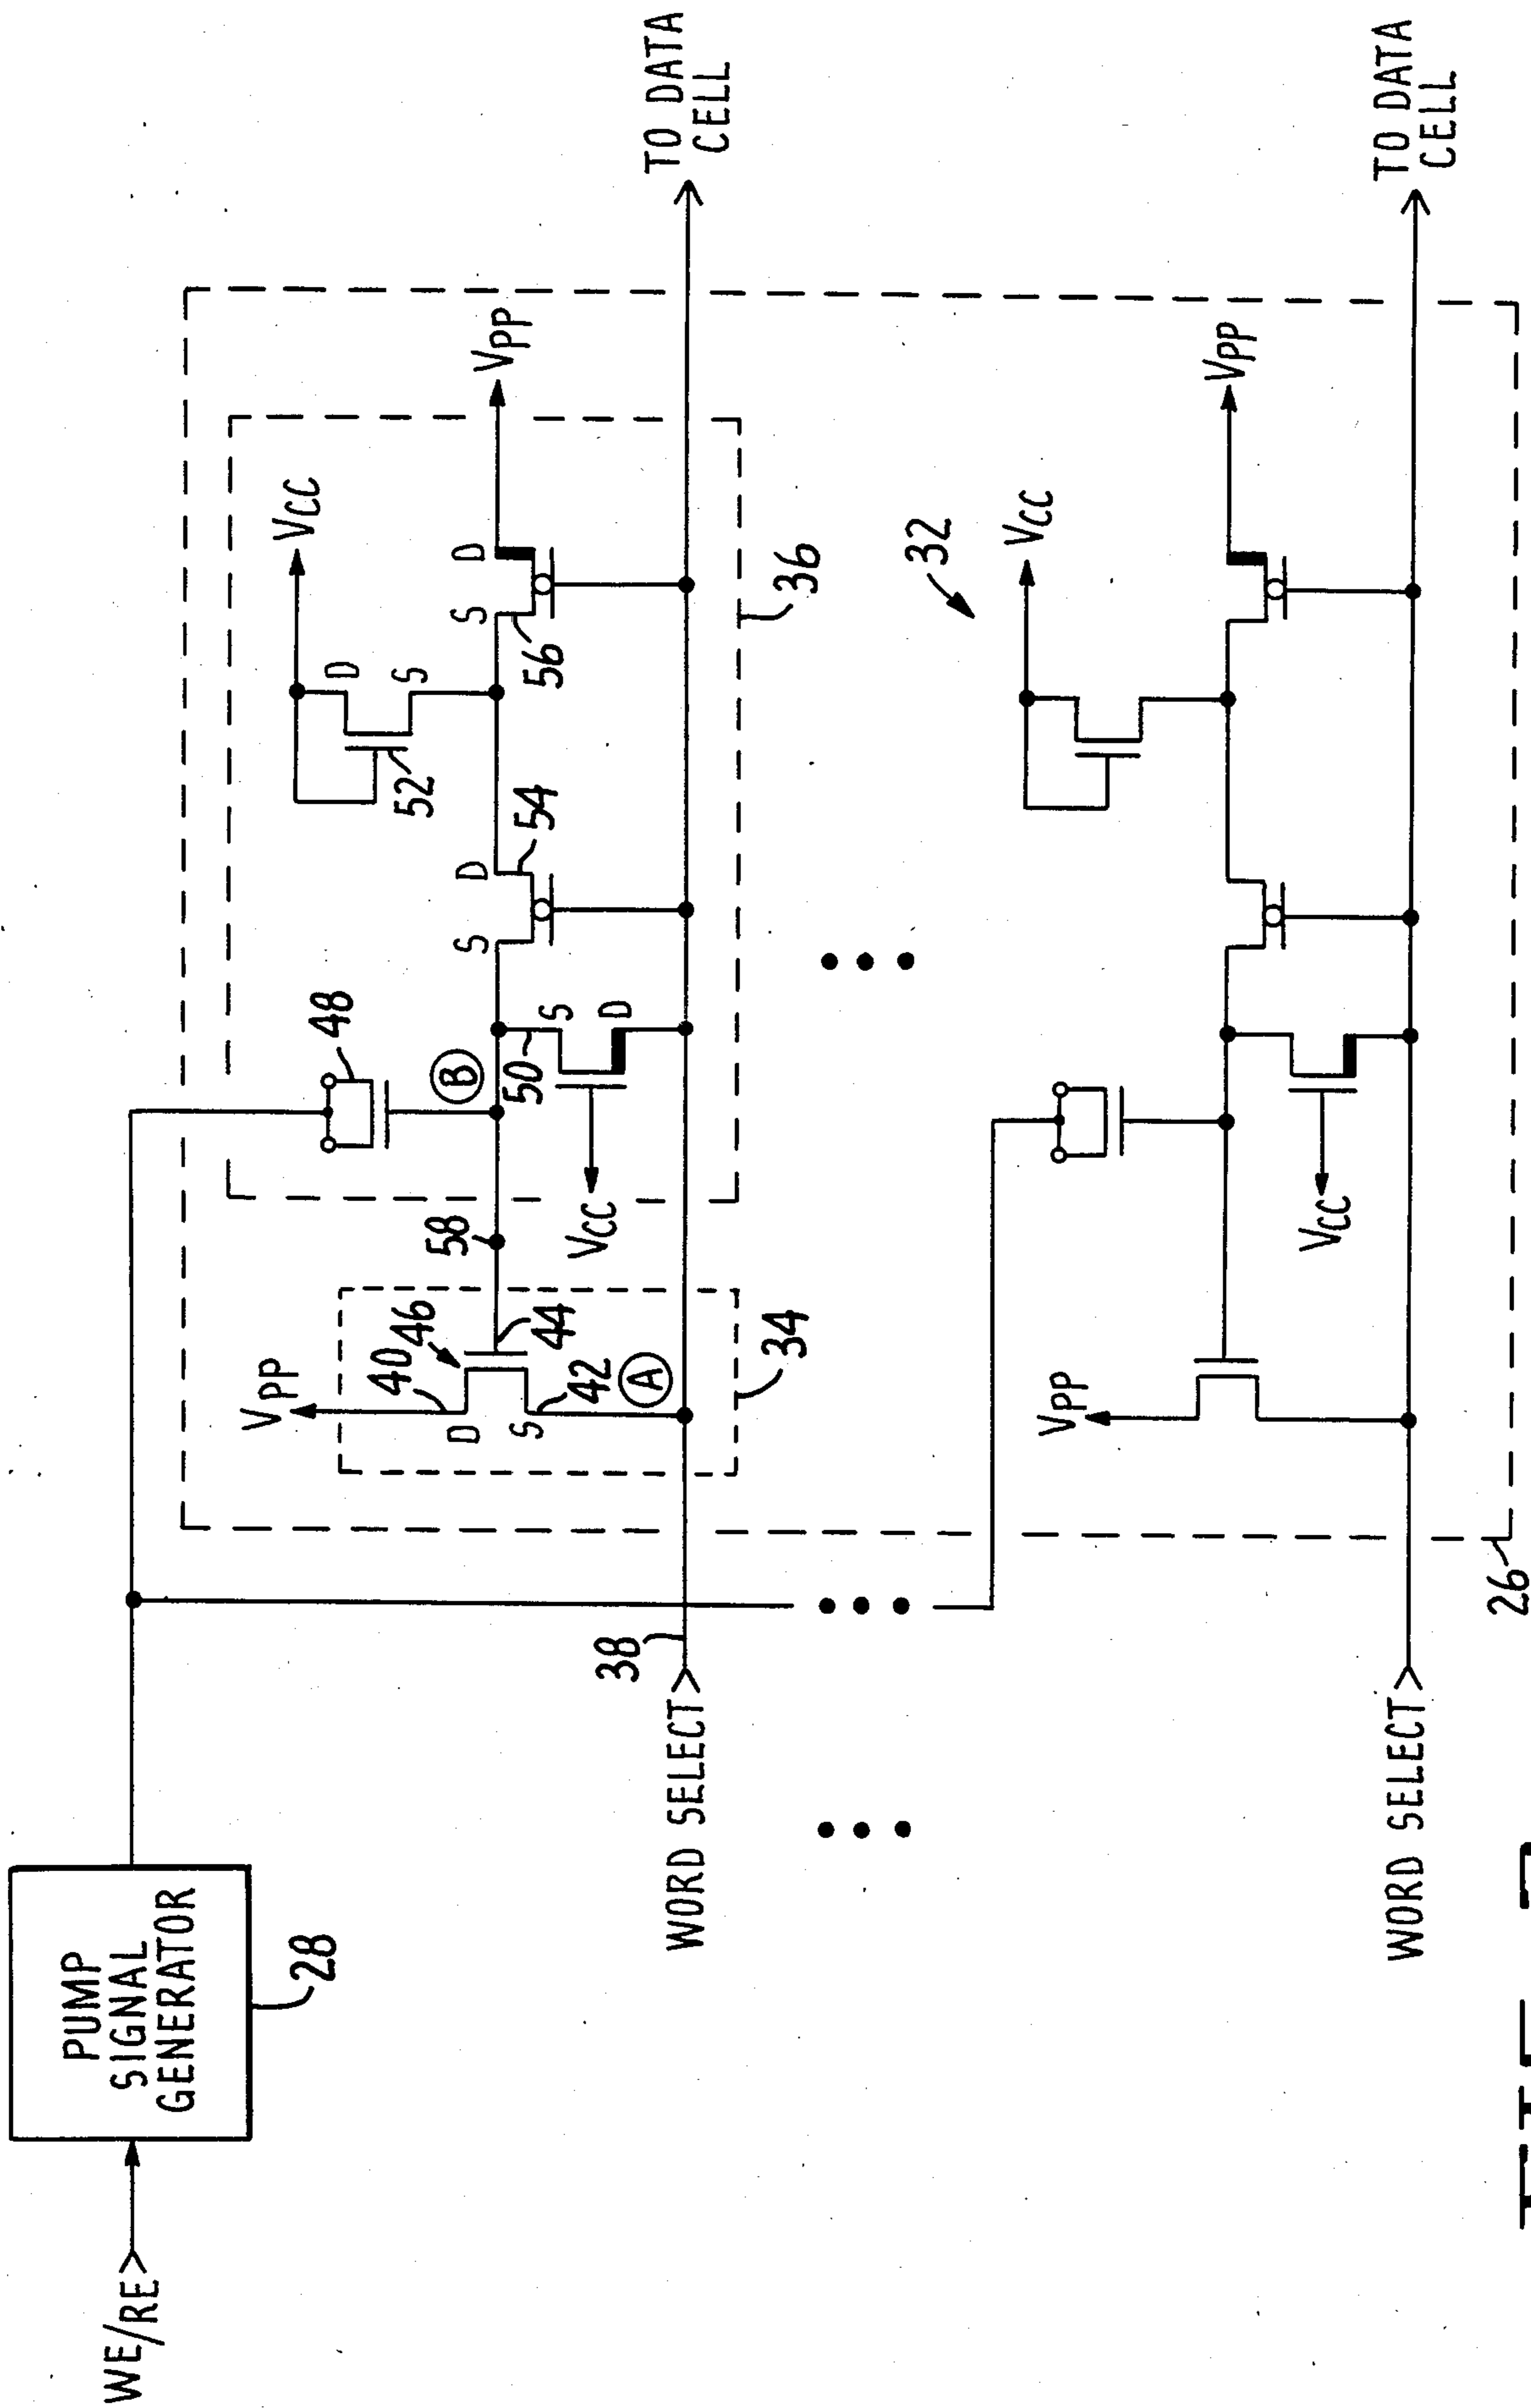 WE/RE
PUMP
SIGNAL
GENERATOR
28
VPP
40
46
D
S
42
44
A
34
58
48
B
50
S
D
VCC
S
D
54
VCC
D
S
52
56
S
D
VPP
36
38
WORD SELECT
TO DATA
CELL
32
VPP
VCC
VCC
VPP
WORD SELECT
TO DATA
CELL
26